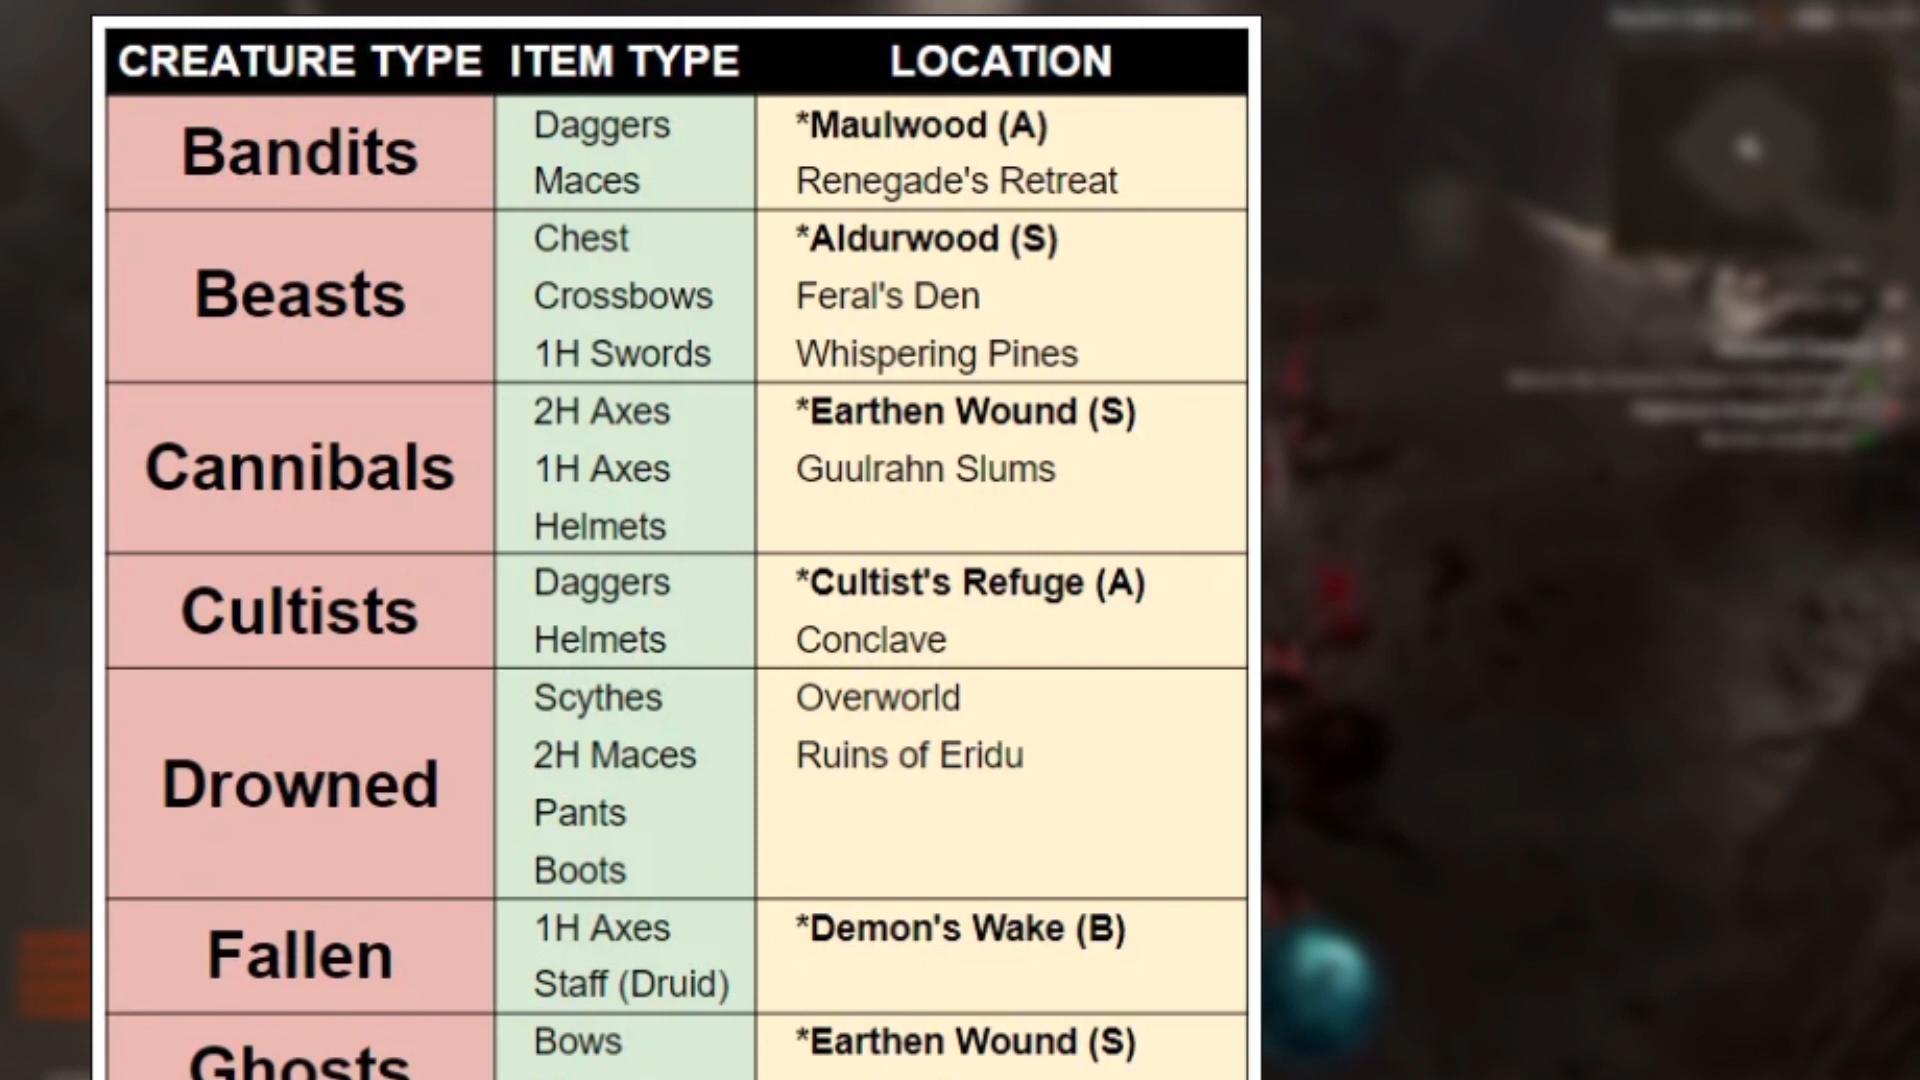 CREATURE TYPE ITEM TYPE LOCATION
Bandits
Daggers
Maces
*Maulwood (A)
Renegade's Retreat
Beasts
Chest
Crossbows
1H Swords
*Aldurwood (S)
Feral's Den
Whispering Pines
Cannibals
2H Axes
1H Axes
Helmets
*Earthen Wound (S)
Guulrahn Slums
Cultists
Daggers
Helmets
*Cultist's Refuge (A)
Conclave
Drowned
Scythes
2H Maces
Pants
Boots
Overworld
Ruins of Eridu
Fallen
1H Axes
Staff (Druid)
*Demon's Wake (B)
Ghosts
Bows
*Earthen Wound (S)